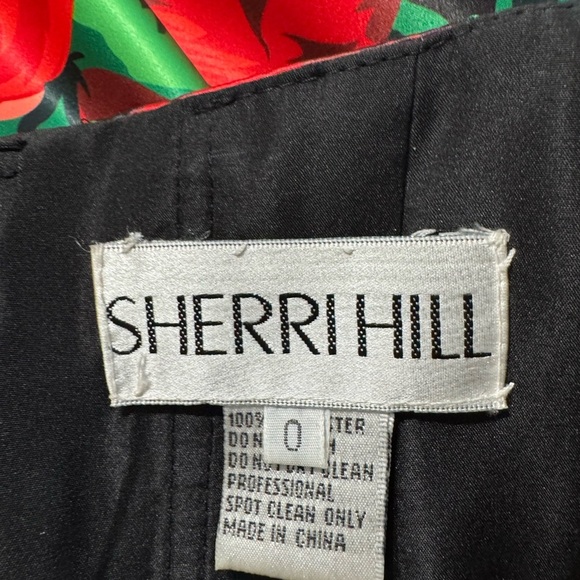 SHERRI HILL
0
100%
DO
DO CLEAN
PROFESSIONAL
SPOT CLEAN ONLY
MADE IN CHINA